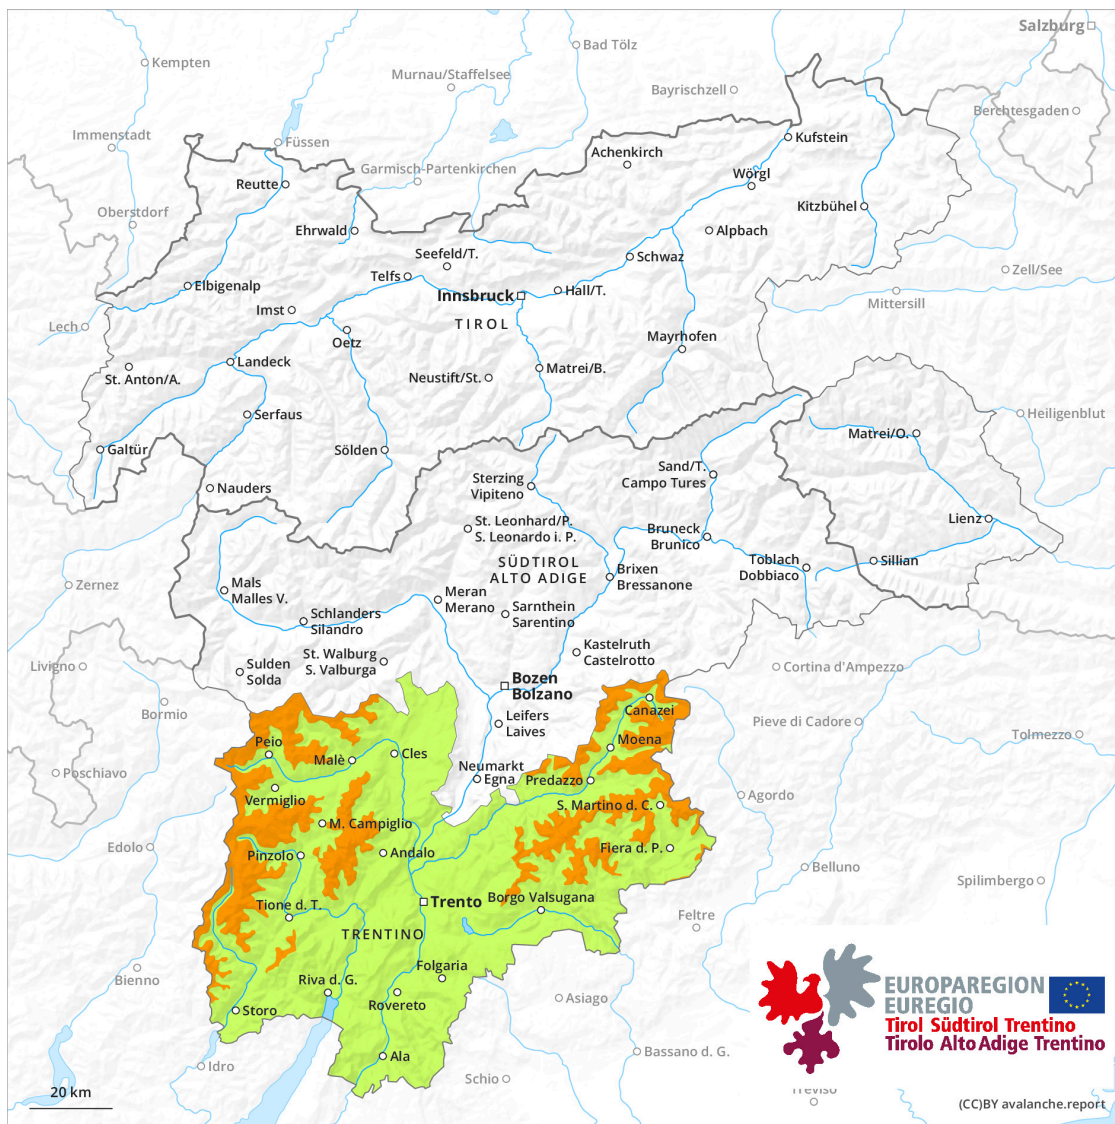 Salzburg
Bad Tölz
Kempten
Murnau/Staffelsee
Bayrischzell
Berchtesgaden
Immenstadt
Füssen
Kufstein
Achenkirch
Garmisch-Partenkirchen
Wörgl
Reutte
Oberstdorf
Kitzbühel
Ehrwald
Alpbach
Seefeld/T.
Schwaz
Zell/See
Telfs
Elbigenalp
Innsbruck
Hall/T.
Mittersill
Imst
TIROL
Lech
Oetz
Mayrhofen
Landeck
Matrei/B.
St. Anton/A.
Neustift/St.
Serfaus
Heiligenblut
Matrei/O.
Galtür
Sölden
Sand/T.
Campo Tures
Sterzing
Vipiteno
Nauders
Lienz
St. Leonhard/P.
S. Leonardo i. P.
Bruneck
Brunico
SÜDTIROL
ALTO ADIGE
Toblach
Dobbiaco
Sillian
Brixen
Bressanone
Zernez
Mals
Malles V.
Meran
Merano
Sarnthein
Sarentino
Schlanders
Silandro
Kastelruth
Castelrotto
St. Walburg
S. Valburga
Livigno
Sulden
Solda
Cortina d'Ampezzo
Bozen
Bolzano
Bormio
Canazei
Leifers
Laives
Pieve di Cadore
Tolmezzo
Peio
Moena
Malè
Cles
Neumarkt
Egna
Poschiavo
Predazzo
Vermiglio
Agordo
S. Martino d. C.
M. Campiglio
Edolo
Pinzolo
Andalo
Fiera d. P.
Belluno
Spilimbergo
Tione d. T.
Trento
Borgo Valsugana
Feltre
TRENTINO
Bienno
Riva d. G.
Folgaria
EUROPAREGION
EUREGIO
Tirol Südtirol Trentino
Tirolo Alto Adige Trentino
Storo
Rovereto
Asiago
Ala
Idro
Bassano d. G.
Schio
20 km
Treviso
(CC)BY avalanche.report